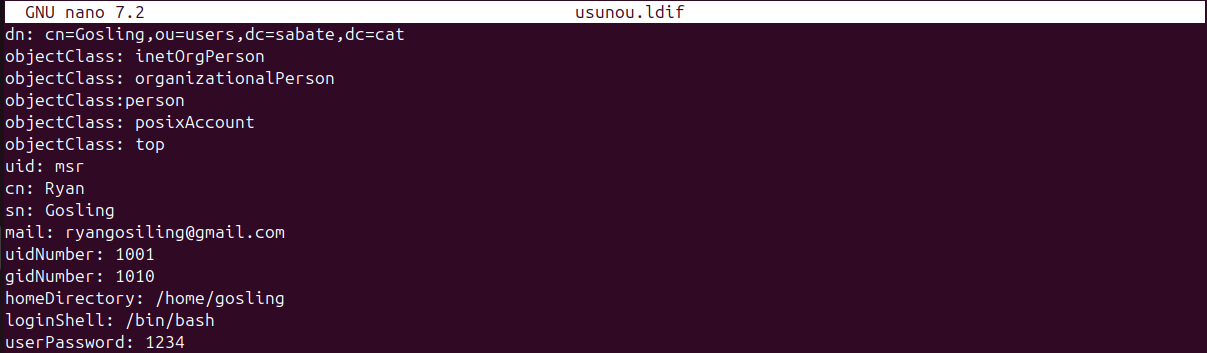 GNU nano 7.2 usunou.ldif
dn: cn=Gosling,ou=users,dc=sabate,dc=cat
objectClass: inetOrgPerson
objectClass: organizationalPerson
objectClass:person
objectClass: posixAccount
objectClass: top
uid: msr
cn: Ryan
sn: Gosling
mail: ryangosiling@gmail.com
uidNumber: 1001
gidNumber: 1010
homeDirectory: /home/gosling
loginShell: /bin/bash
userPassword: 1234